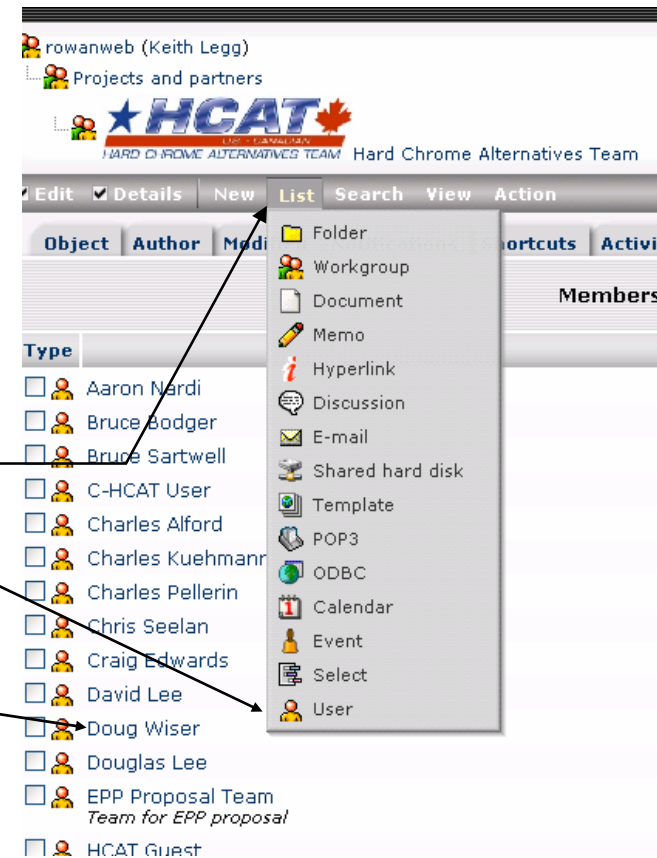 rowanweb (Keith Legg)
Projects and partners
HCAT
U.S. - CANADIAN
HARD CHROME ALTERNATIVES TEAM Hard Chrome Alternatives Team
Edit Details New List Search View Action
Object Author Modi ortcuts Activi
Members
Type
Folder
Workgroup
Document
Memo
Hyperlink
Discussion
E-mail
Shared hard disk
Template
POP3
ODBC
Calendar
Event
Select
User
Aaron Nardi
Bruce Bodger
Bruce Sartwell
C-HCAT User
Charles Alford
Charles Kuehmann
Charles Pellerin
Chris Seelan
Craig Edwards
David Lee
Doug Wiser
Douglas Lee
EPP Proposal Team
Team for EPP proposal
HCAT Guest